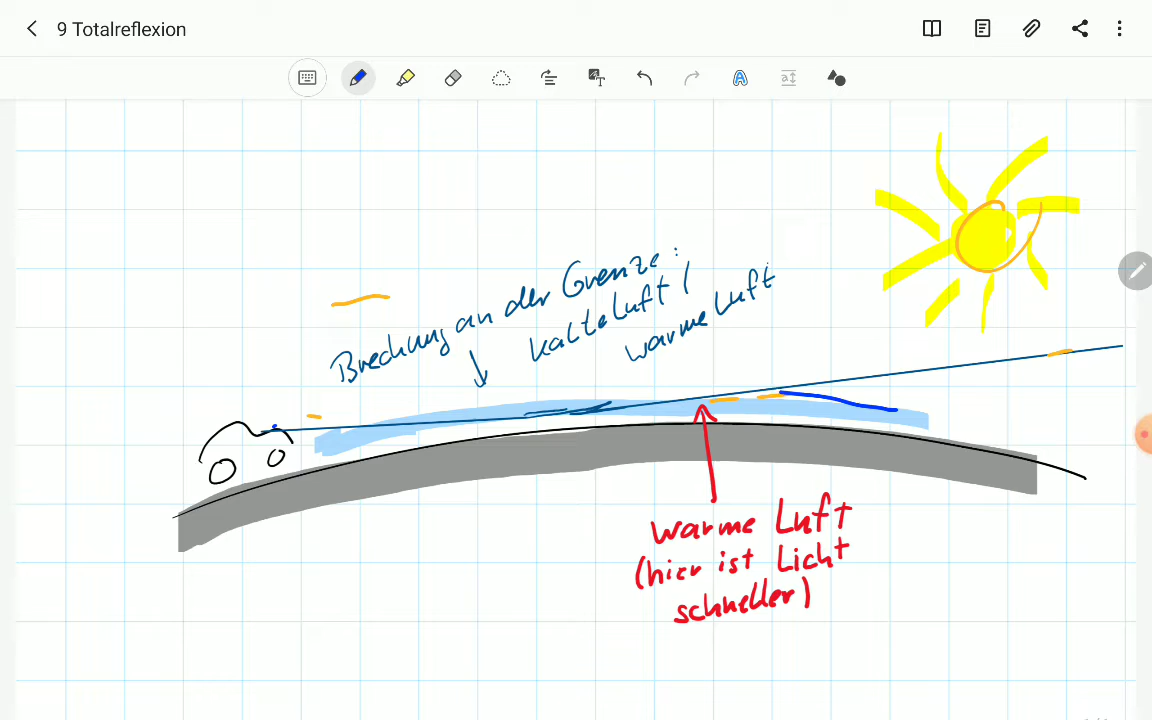 9 Totalreflexion
Brechung an der Grenze:
kalte Luft /
warme Luft
warme Luft
(hier ist Licht
schneller)